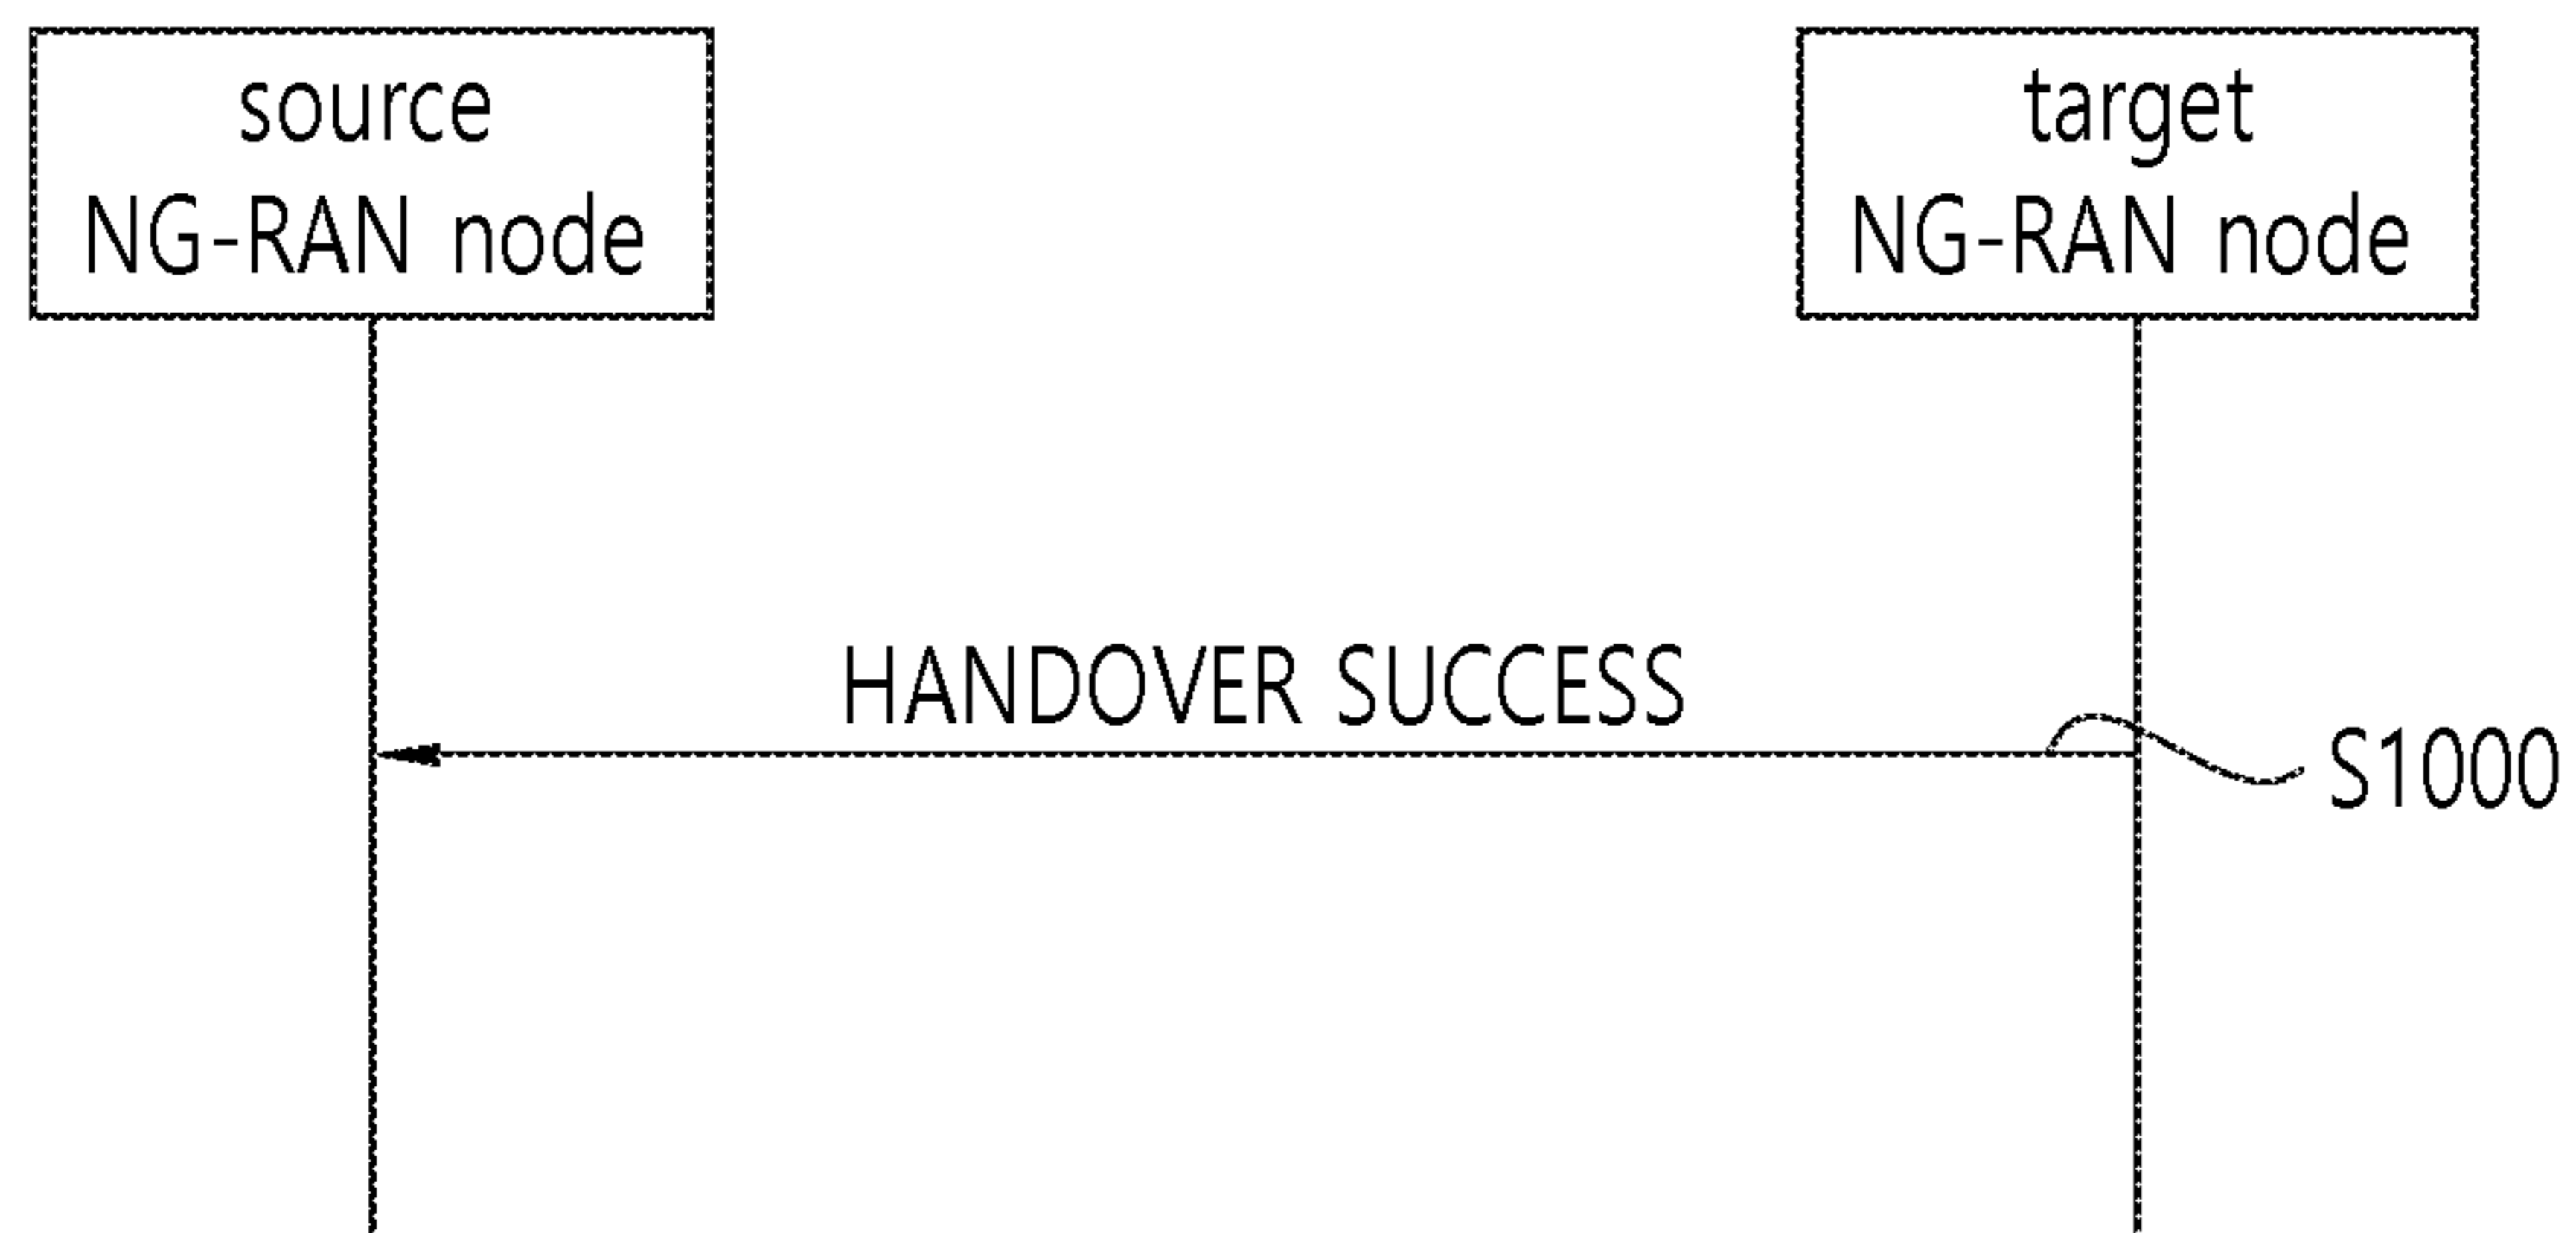 source
NG-RAN node
target
NG-RAN node
HANDOVER SUCCESS
S1000